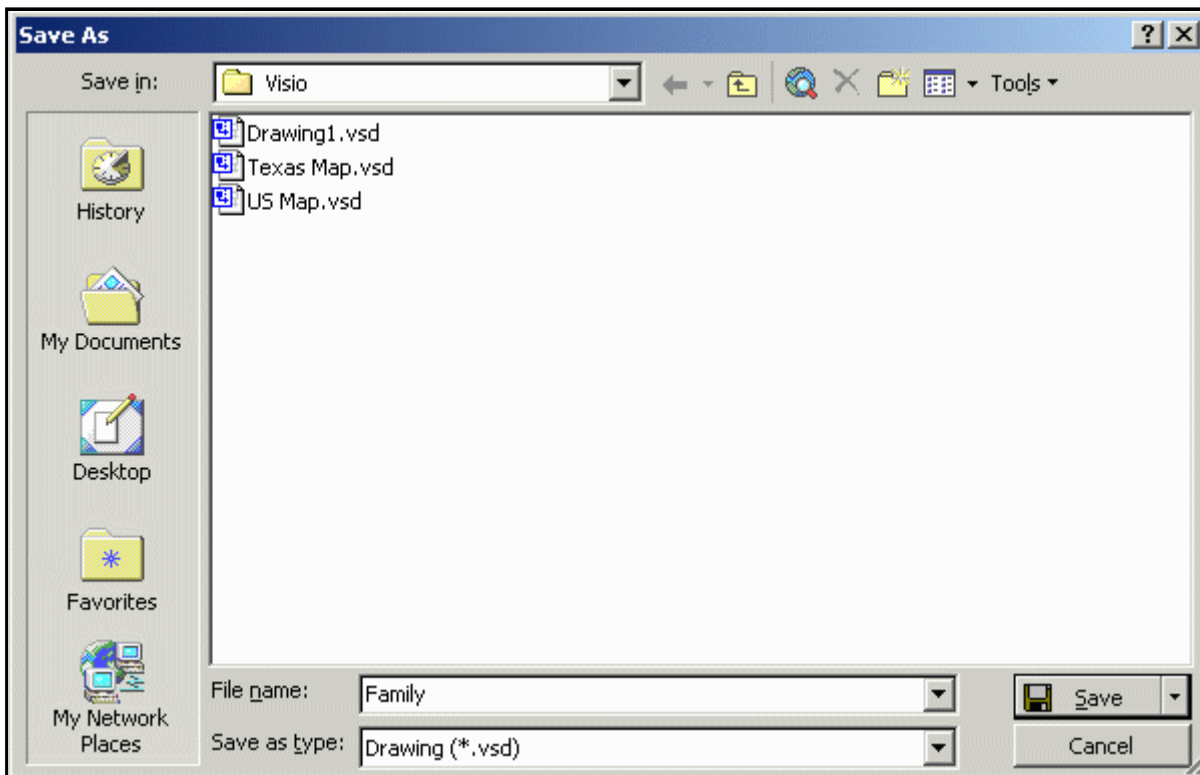 Save As
Save in:
Visio
Tools
History
My Documents
Desktop
Favorites
My Network
Places
Drawing1.vsd
Texas Map.vsd
US Map.vsd
File name:
Family
Save
Save as type:
Drawing (*.vsd)
Cancel